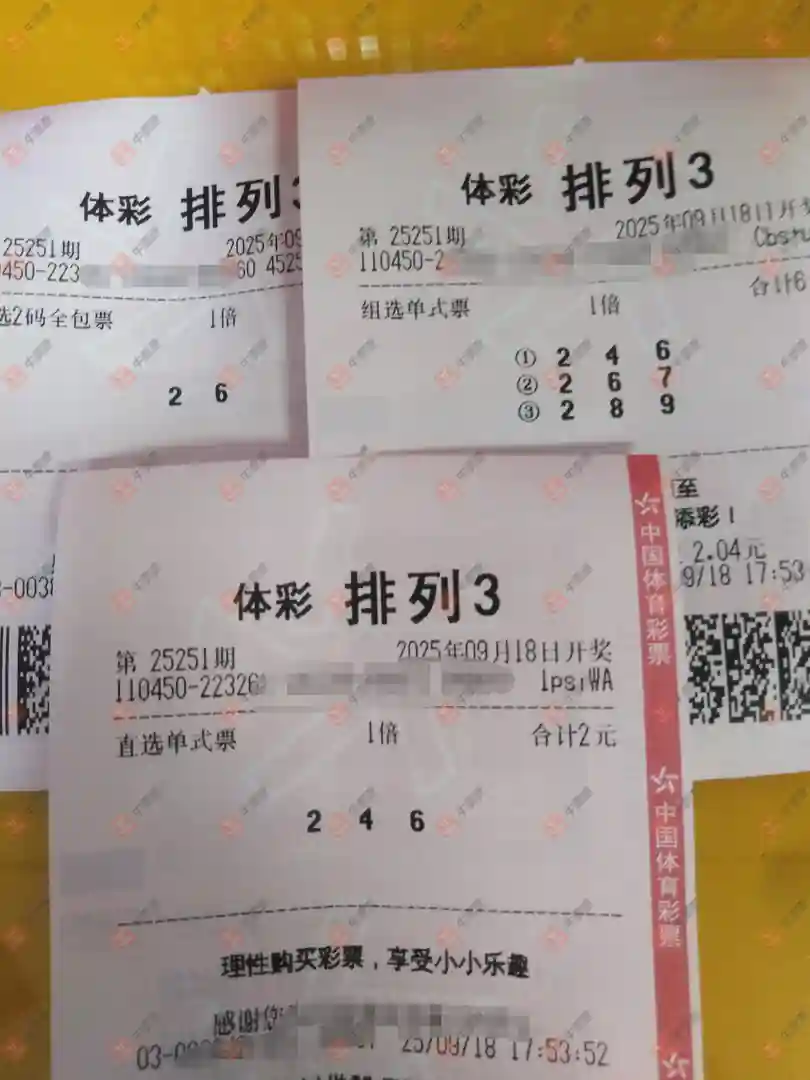 体彩 排列3
25251期 2025年09
450-223 60 4525
选2码全包票 1倍
2 6
体彩 排列3
第 25251期 2025年09月18日开奖
110450-2
组选单式票 1倍 合计6
① 2 4 6
② 2 6 7
③ 2 8 9
至
添彩！
2.04元
9/18 17:53
体彩 排列3
第 25251期 2025年09月18日开奖
110450-22326 1psiWA
直选单式票 1倍 合计2元
2 4 6
理性购买彩票，享受小小乐趣
感谢您
25/09/18 17:53:52
中国体育彩票
中国体育彩票